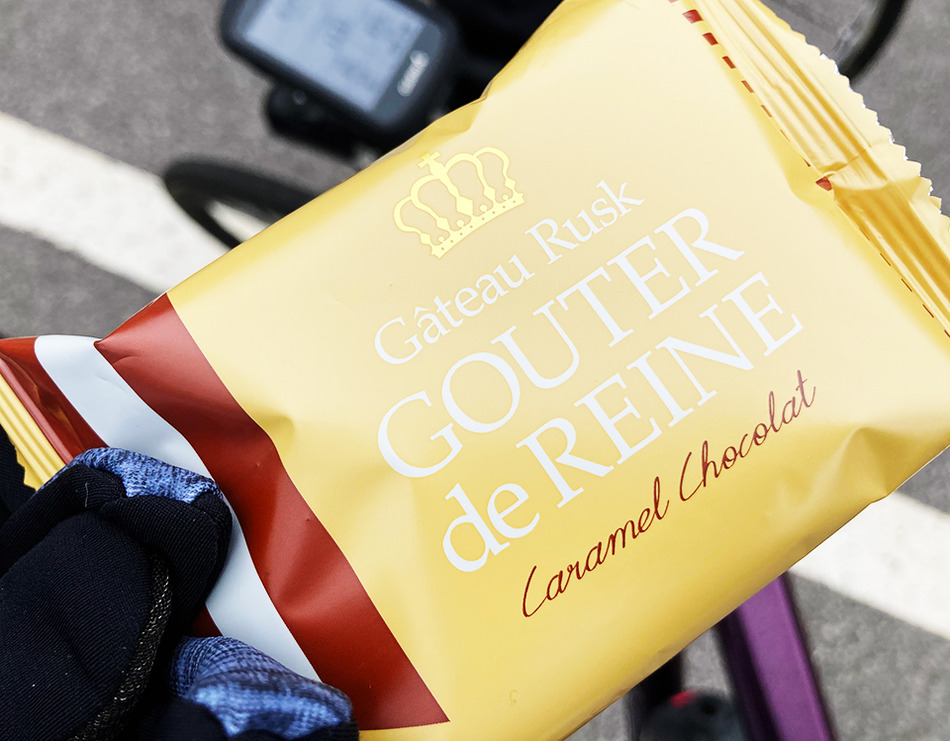 Gâteau Rusk
GOUTER
de REINE
Caramel Chocolat